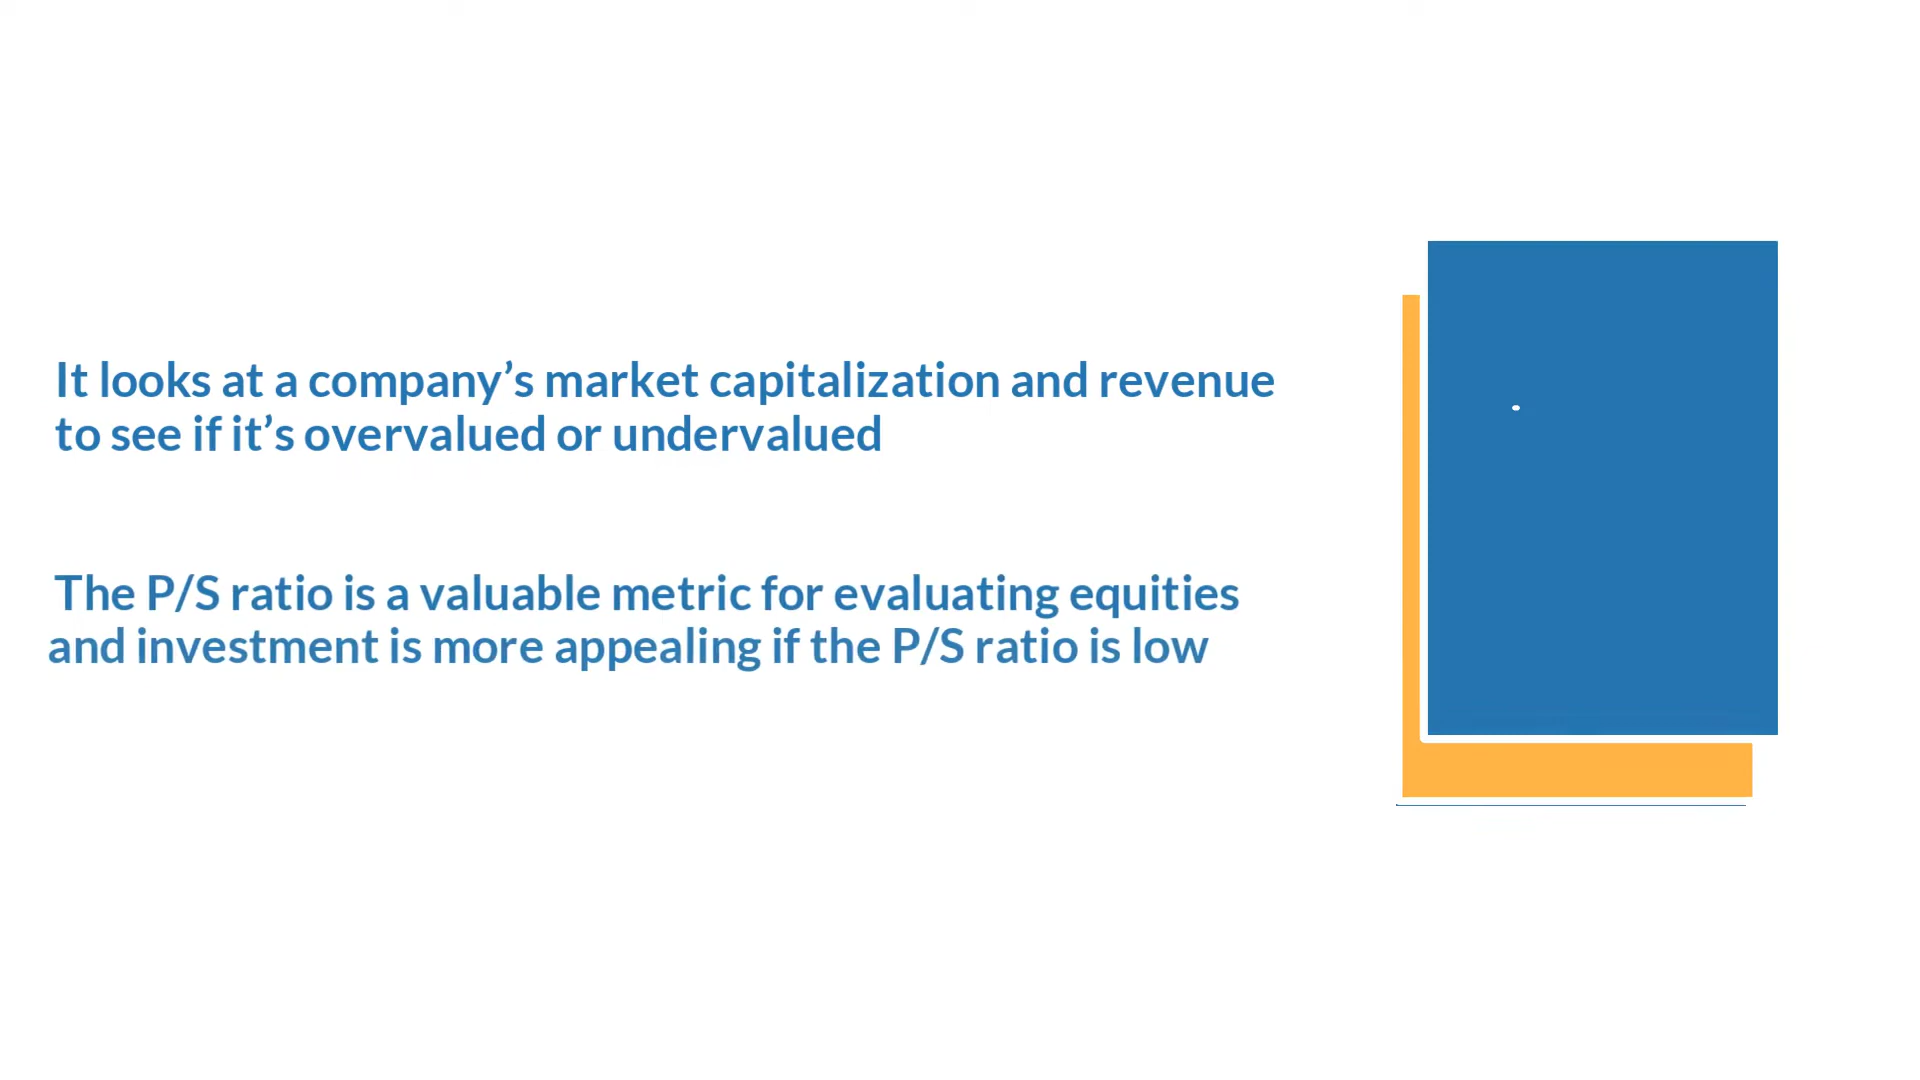 It looks at a company’s market capitalization and revenue
to see if it’s overvalued or undervalued
The P/S ratio is a valuable metric for evaluating equities
and investment is more appealing if the P/S ratio is low